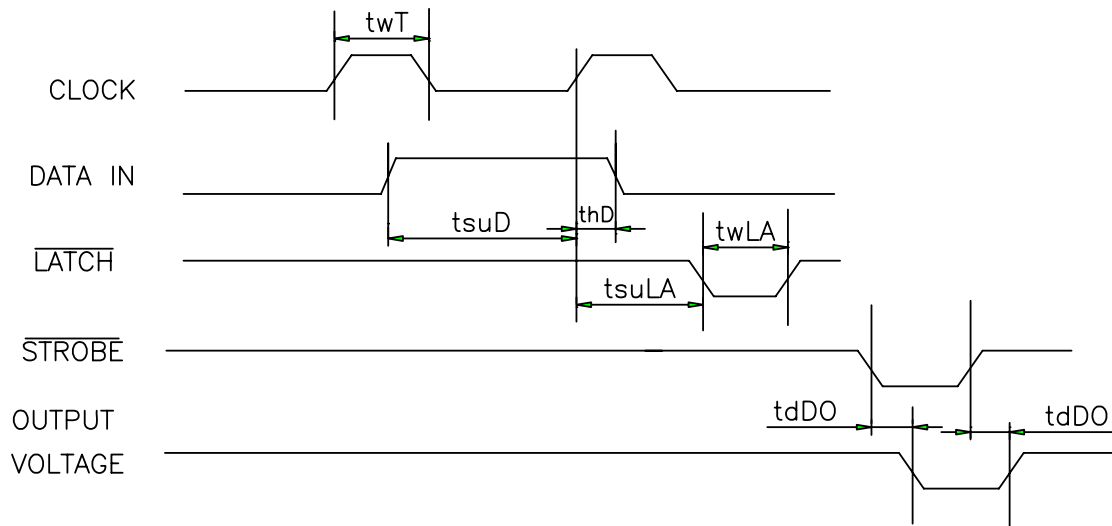 twT
CLOCK
DATA IN
tsuD
thD
twLA
LATCH
tsuLA
STROBE
tdDO
tdDO
OUTPUT
VOLTAGE